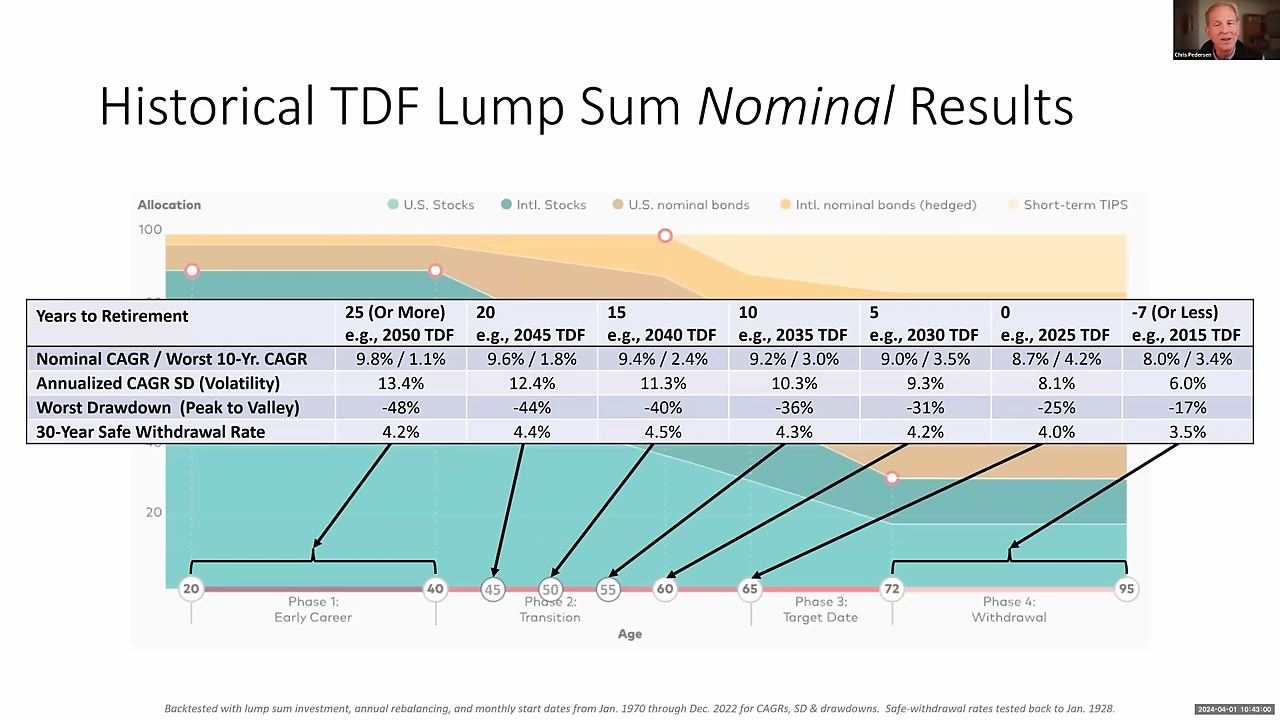 Chris Pedersen
Historical TDF Lump Sum Nominal Results
Allocation
U.S. Stocks
Intl. Stocks
U.S. nominal bonds
Intl. nominal bonds (hedged)
Short-term TIPS
100
Years to Retirement
25 (Or More)
20
15
10
5
0
-7 (Or Less)
e.g., 2050 TDF
e.g., 2045 TDF
e.g., 2040 TDF
e.g., 2035 TDF
e.g., 2030 TDF
e.g., 2025 TDF
e.g., 2015 TDF
Nominal CAGR / Worst 10-Yr. CAGR 9.8% / 1.1% 9.6% / 1.8% 9.4% / 2.4% 9.2% / 3.0% 9.0% / 3.5% 8.7% / 4.2% 8.0% / 3.4%
Annualized CAGR SD (Volatility) 13.4% 12.4% 11.3% 10.3% 9.3% 8.1% 6.0%
Worst Drawdown (Peak to Valley) -48% -44% -40% -36% -31% -25% -17%
30-Year Safe Withdrawal Rate 4.2% 4.4% 4.5% 4.3% 4.2% 4.0% 3.5%
20
20 40 45 50 55 60 65 72 95
Phase 1:
Early Career
Phase 2:
Transition
Phase 3:
Target Date
Phase 4:
Withdrawal
Age
Backtested with lump sum investment, annual rebalancing, and monthly start dates from Jan. 1970 through Dec. 2022 for CAGRs, SD & drawdowns. Safe-withdrawal rates tested back to Jan. 1928.
2024-04-01 10:43:00